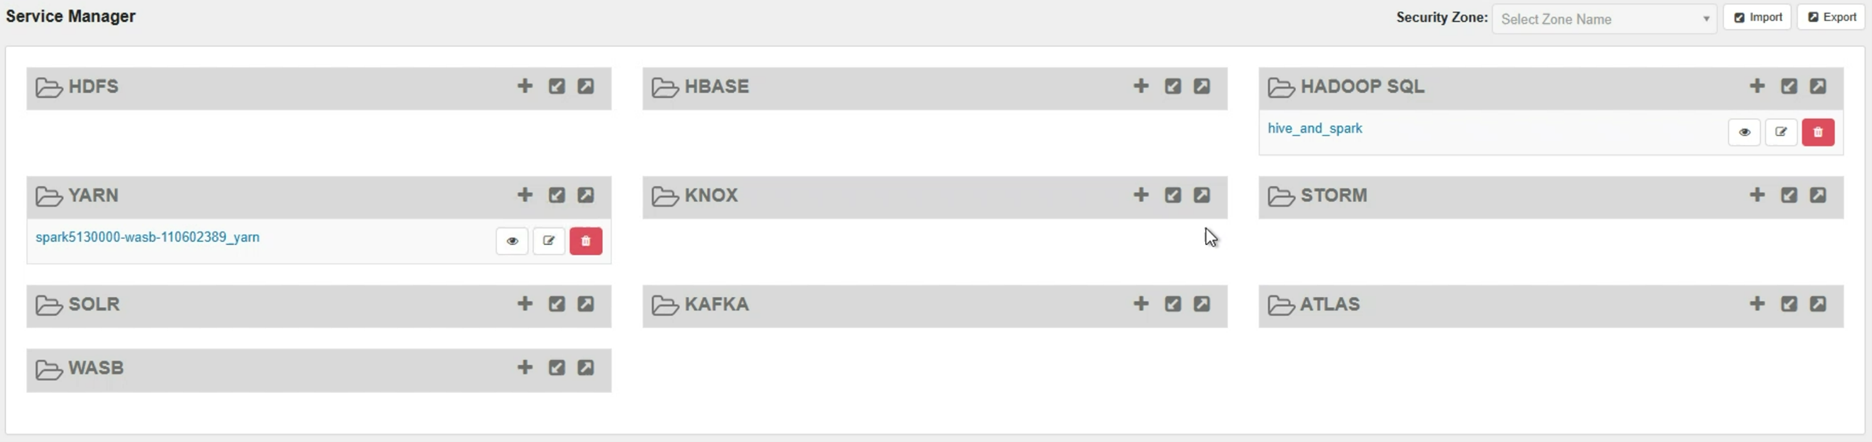 Service Manager
Security Zone: Select Zone Name Import Export
HDFS
HBASE
HADOOP SQL
hive_and_spark
YARN
spark5130000-wasb-110602389_yarn
KNOX
STORM
SOLR
KAFKA
ATLAS
WASB